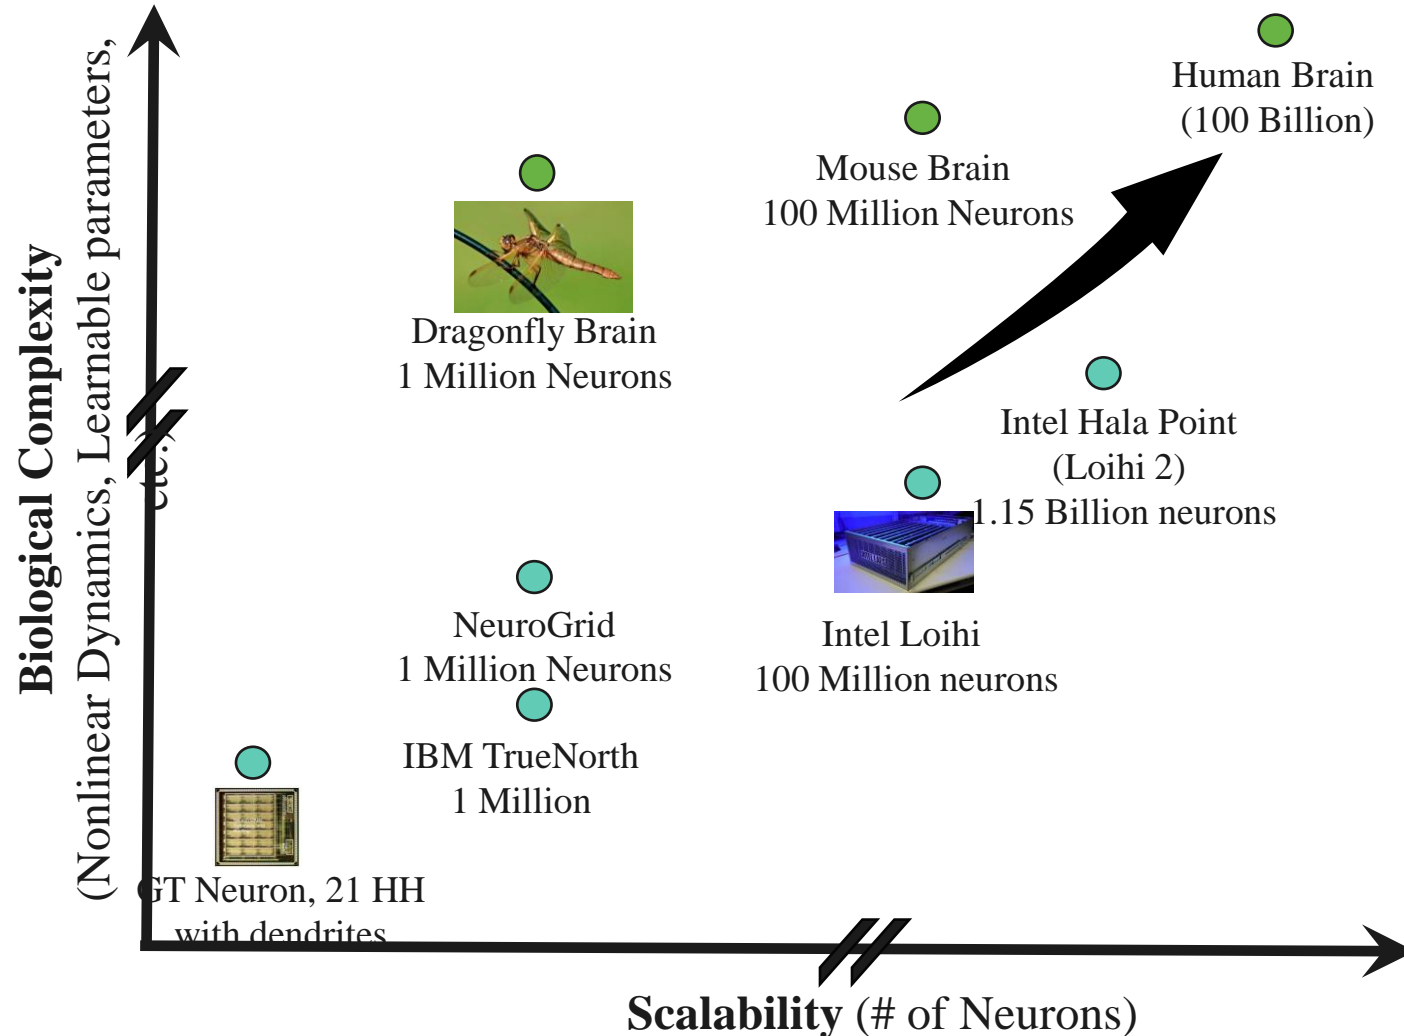 Biological Complexity
(Nonlinear Dynamics, Learnable parameters,
etc.)
Human Brain
(100 Billion)
Mouse Brain
100 Million Neurons
Dragonfly Brain
1 Million Neurons
Intel Hala Point
(Loihi 2)
1.15 Billion neurons
NeuroGrid
1 Million Neurons
Intel Loihi
100 Million neurons
IBM TrueNorth
1 Million
GT Neuron, 21 HH
with dendrites
Scalability (# of Neurons)